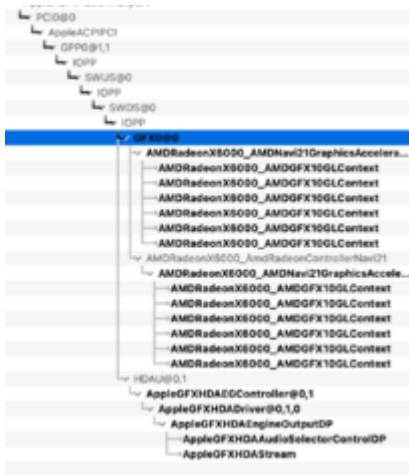 PCI0@0
AppleACPIPCI
GPP0@1,1
IOPP
SWUS@0
IOPP
SWDS@0
IOPP
GFX0@0
AMDRadeonX6000_AMDNavi21GraphicsAccelera...
AMDRadeonX6000_AMDGFX10GLContext
AMDRadeonX6000_AMDGFX10GLContext
AMDRadeonX6000_AMDGFX10GLContext
AMDRadeonX6000_AMDGFX10GLContext
AMDRadeonX6000_AMDGFX10GLContext
AMDRadeonX6000_AMDGFX10GLContext
AMDRadeonX6000_AmdRadeonControllerNavi21
AMDRadeonX6000_AMDNavi21GraphicsAccele...
AMDRadeonX6000_AMDGFX10GLContext
AMDRadeonX6000_AMDGFX10GLContext
AMDRadeonX6000_AMDGFX10GLContext
AMDRadeonX6000_AMDGFX10GLContext
AMDRadeonX6000_AMDGFX10GLContext
AMDRadeonX6000_AMDGFX10GLContext
HDAU@0,1
AppleGFXHDAEGController@0,1
AppleGFXHDADriver@0,1,0
AppleGFXHDAEngineOutputDP
AppleGFXHDAAudioSelectorControlDP
AppleGFXHDAStream